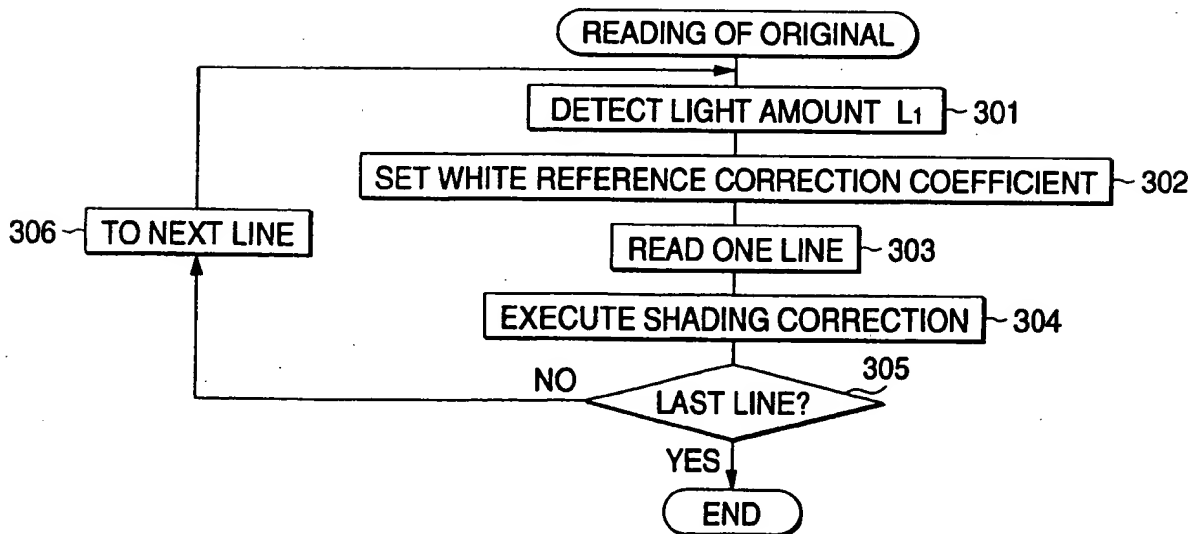 READING OF ORIGINAL
DETECT LIGHT AMOUNT L1
301
SET WHITE REFERENCE CORRECTION COEFFICIENT
302
306
TO NEXT LINE
READ ONE LINE
303
EXECUTE SHADING CORRECTION
304
305
NO
LAST LINE?
YES
END